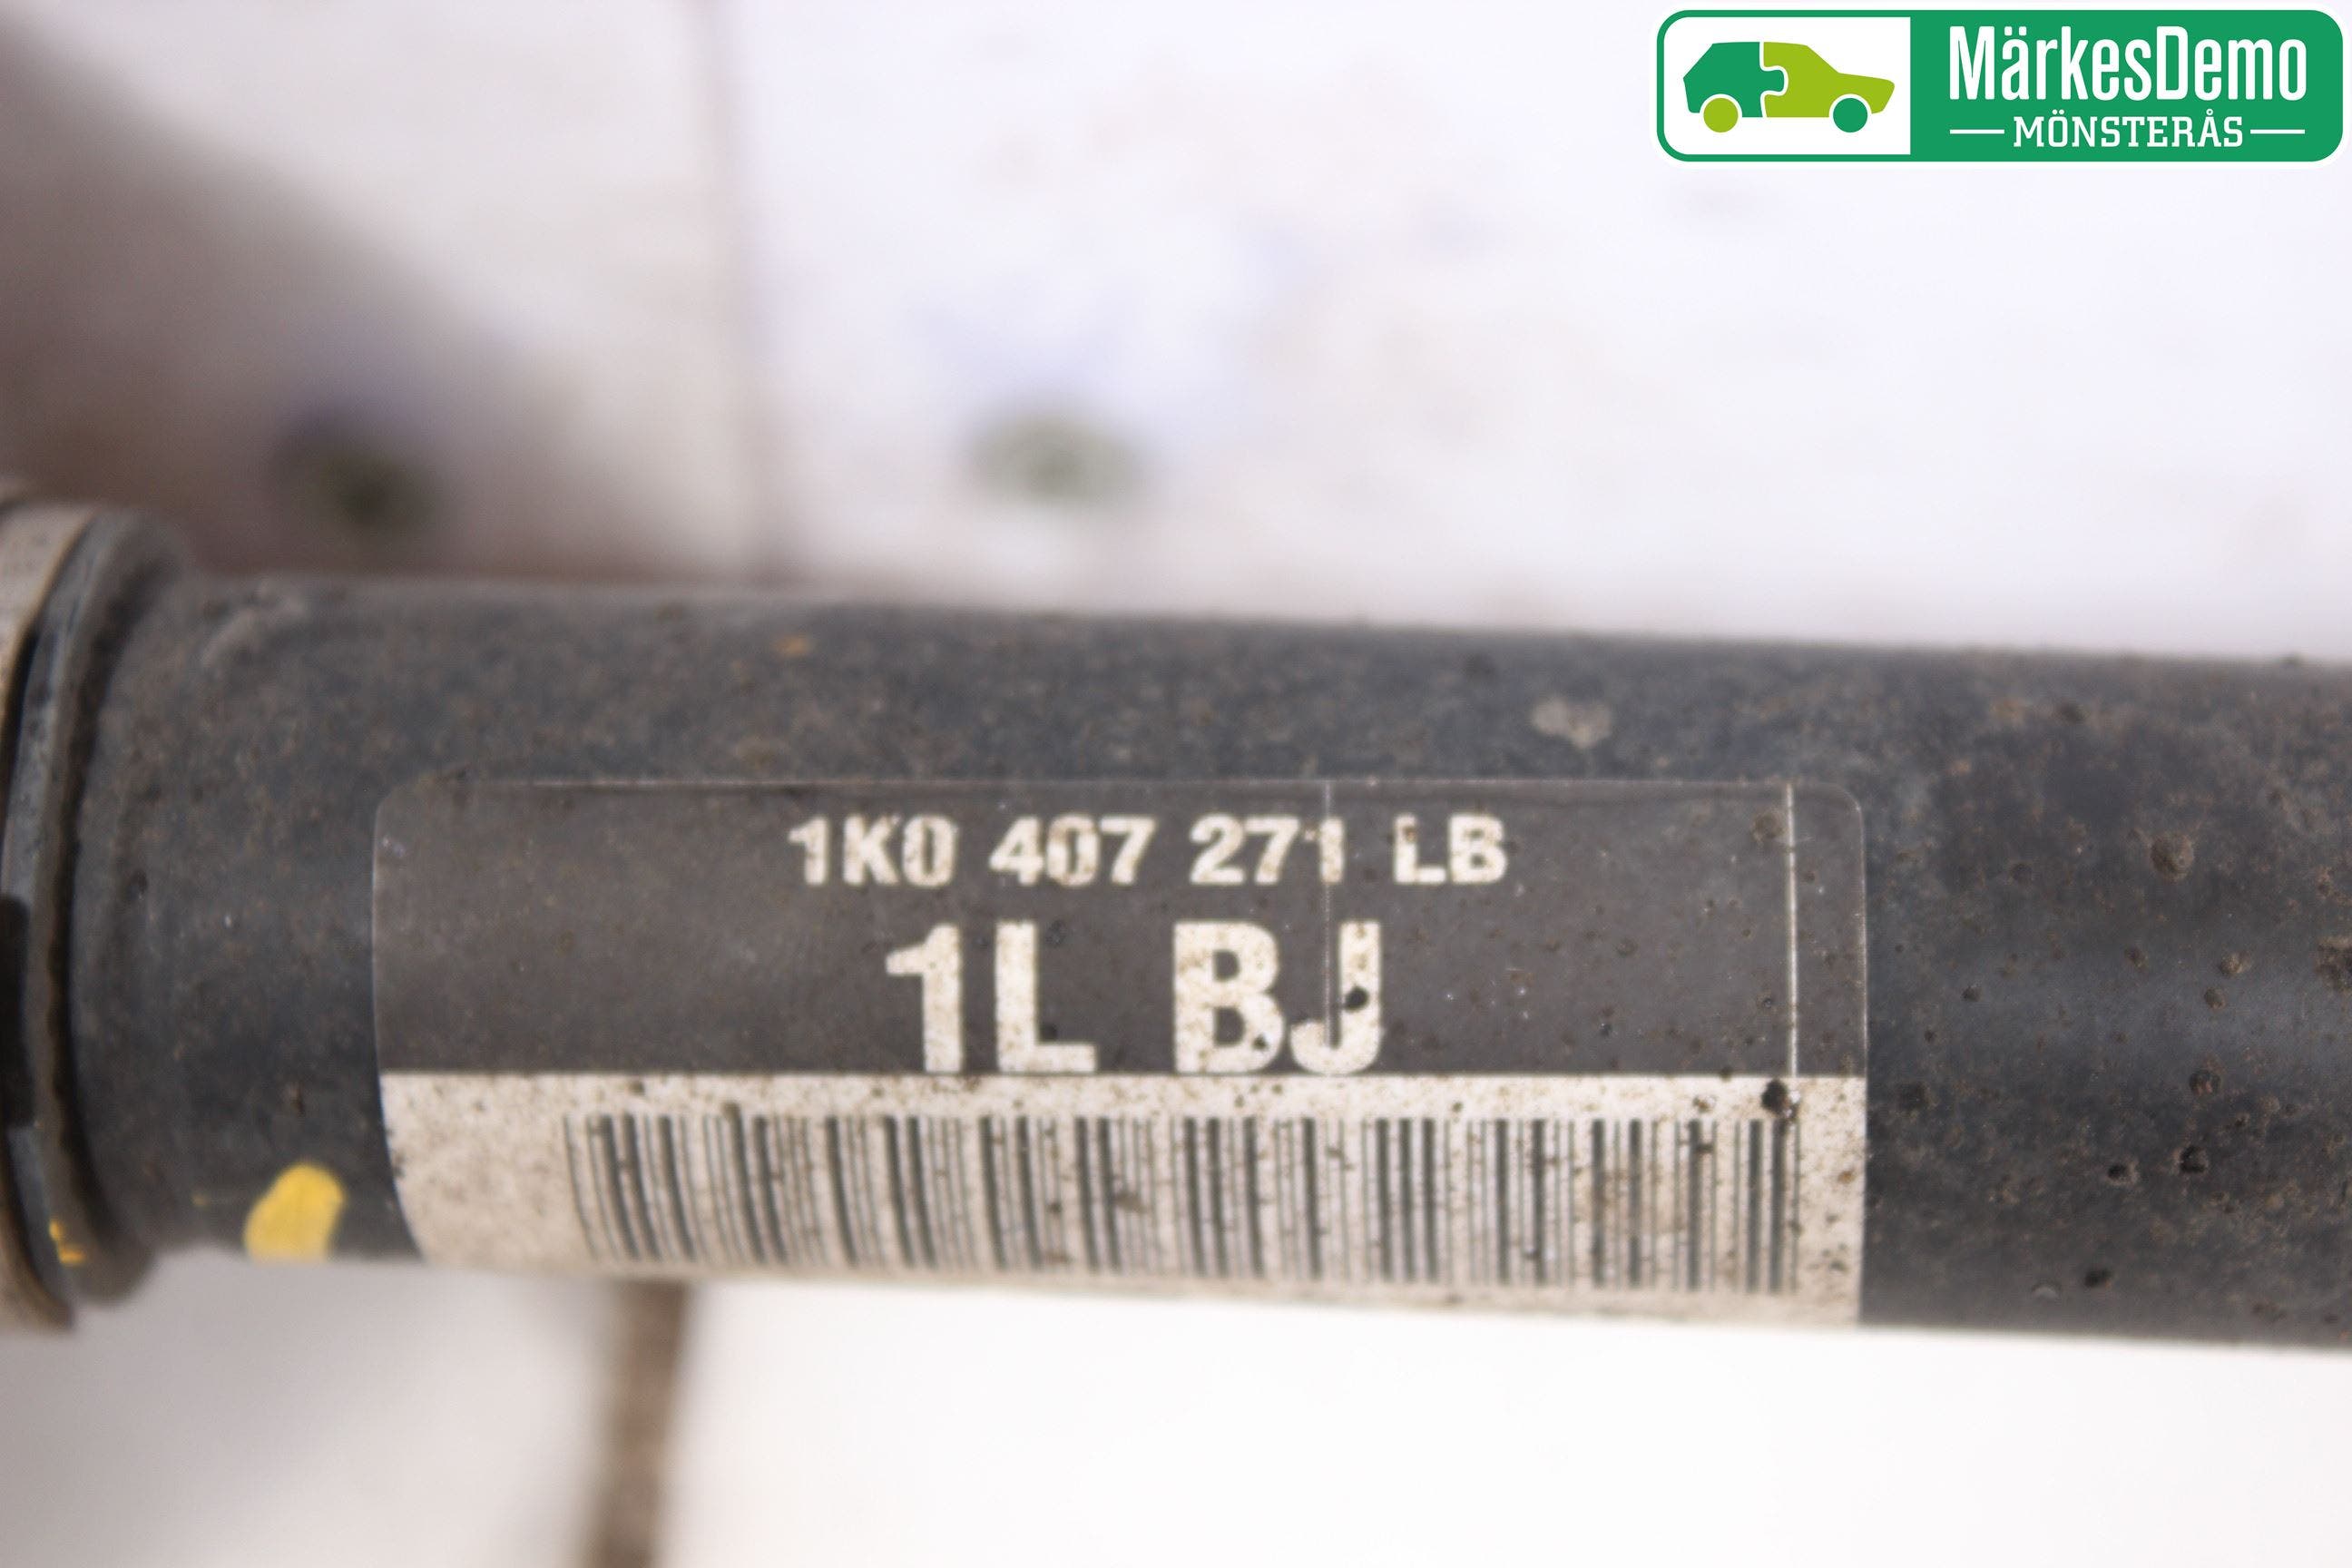 MärkesDemo
MÖNSTERÅS
1K0 407 271 LB
1L BJ